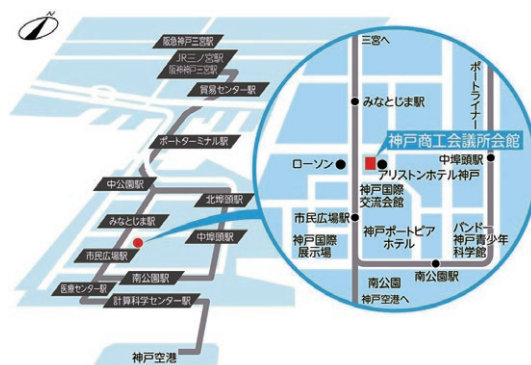 N
阪急神戸三宮駅
JR三ノ宮駅
阪神神戸三宮駅
貿易センター駅
ポートターミナル駅
中公園駅
北埠頭駅
みなとじま駅
中埠頭駅
市民広場駅
南公園駅
医療センター駅
計算科学センター駅
神戸空港
三宮へ
ポートライナー
みなとじま駅
神戸商工会議所会館
ローソン
アリストンホテル神戸
中埠頭駅
神戸国際
交流会館
市民広場駅
神戸国際
展示場
神戸ポートピア
ホテル
バンドー
神戸青少年
科学館
南公園
南公園駅
神戸空港へ